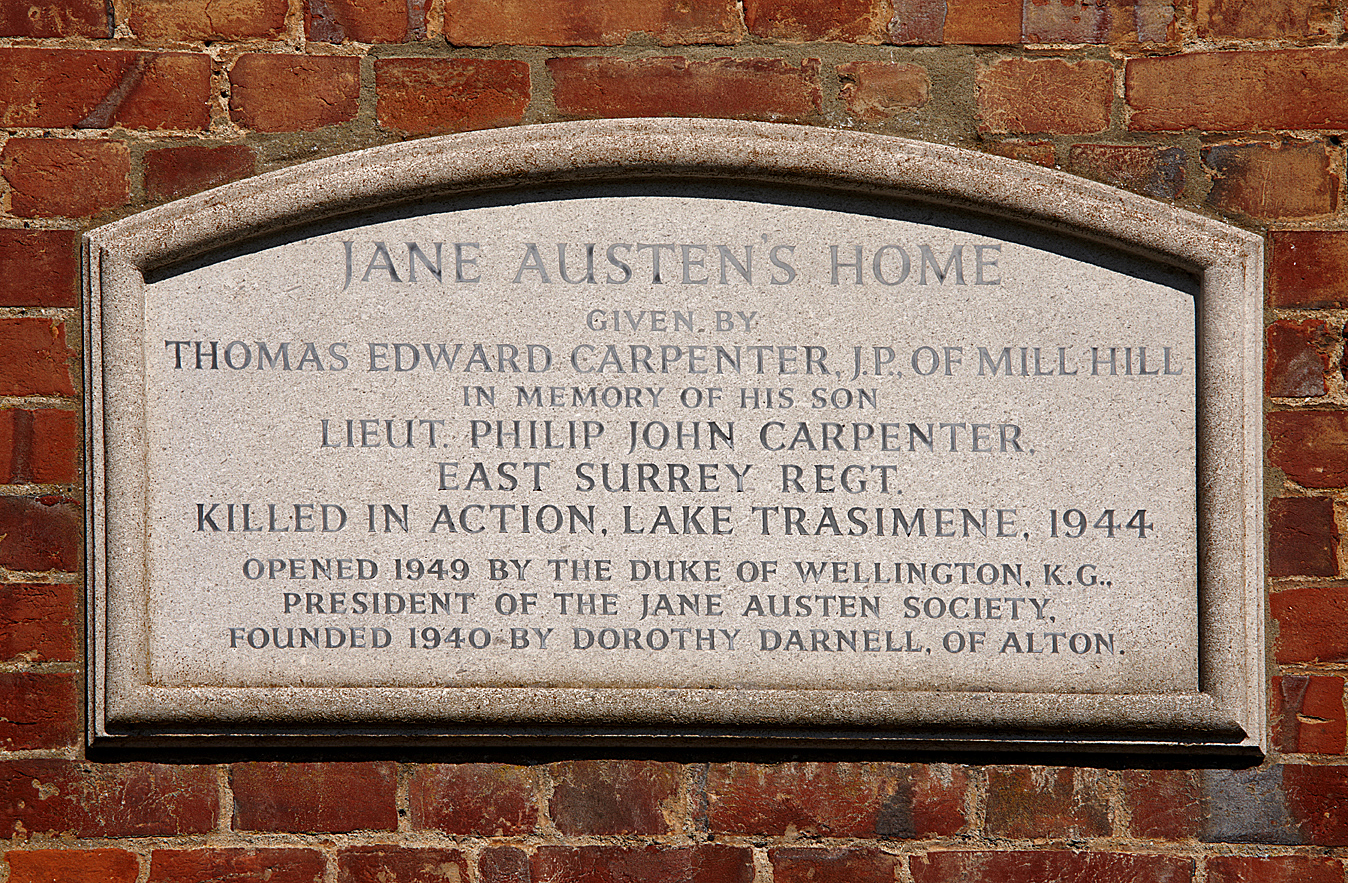 JANE AUSTEN'S HOME
GIVEN BY
THOMAS EDWARD CARPENTER, J.P., OF MILL HILL
IN MEMORY OF HIS SON
LIEUT. PHILIP JOHN CARPENTER,
EAST SURREY REGT.
KILLED IN ACTION, LAKE TRASIMENE, 1944
OPENED 1949 BY THE DUKE OF WELLINGTON, K.G.,
PRESIDENT OF THE JANE AUSTEN SOCIETY,
FOUNDED 1940 BY DOROTHY DARNELL, OF ALTON.